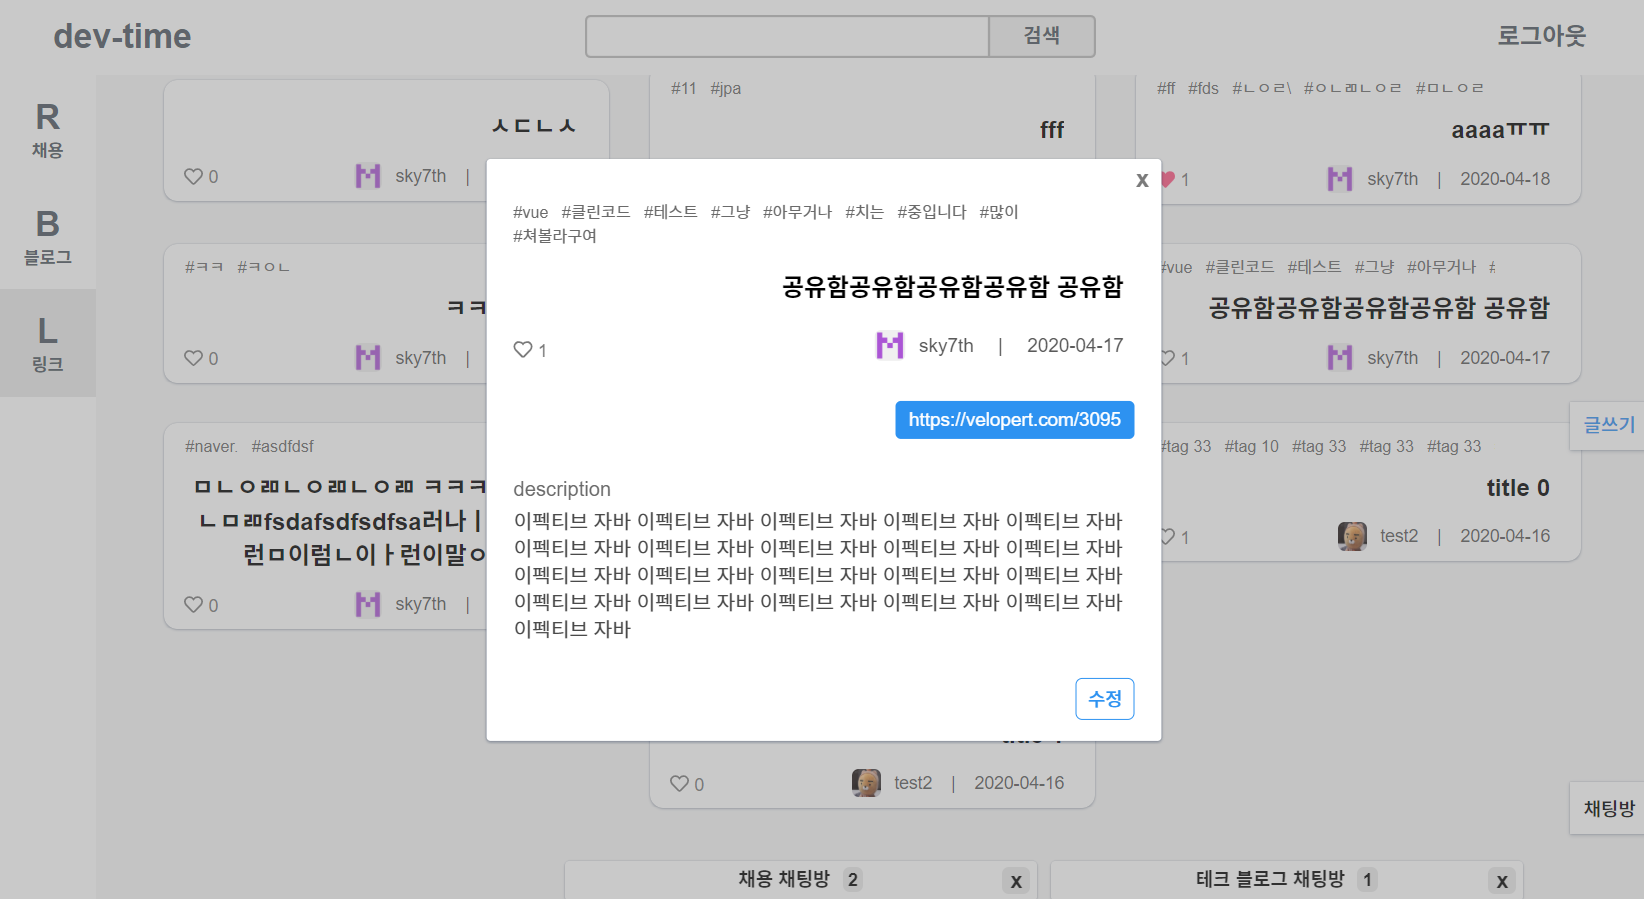 dev-time
검색
로그아웃
R
채용
B
블로그
L
링크
ㅅㄷㄴㅅ
0
sky7th |
#11 #jpa
fff
#ff #fds #ㄴㅇㄹ\ #ㅇㄴㄻㄴㅇㄹ #ㅁㄴㅇㄹ
aaaaㅠㅠ
1
sky7th | 2020-04-18
#ㅋㅋ #ㅋㅇㄴ
ㅋㅋ
0
sky7th |
#vue #클린코드 #테스트 #그냥 #아무거나 #
공유함공유함공유함공유함 공유함
1
sky7th | 2020-04-17
#naver. #asdfdsf
ㅁㄴㅇㄻㄴㅇㄻㄴㅇㄻ ㅋㅋㅋ
ㄴㅁㄻfsdafsdfsdfsa러나ㅣ
런ㅁ이럼ㄴ이ㅏ런이말ㅇ
0
sky7th |
#tag 33 #tag 10 #tag 33 #tag 33 #tag 33
title 0
1
test2 | 2020-04-16
0
test2 | 2020-04-16
x
#vue #클린코드 #테스트 #그냥 #아무거나 #치는 #중입니다 #많이
#쳐볼라구여
공유함공유함공유함공유함 공유함
1
sky7th | 2020-04-17
https://velopert.com/3095
description
이펙티브 자바 이펙티브 자바 이펙티브 자바 이펙티브 자바 이펙티브 자바
이펙티브 자바 이펙티브 자바 이펙티브 자바 이펙티브 자바 이펙티브 자바
이펙티브 자바 이펙티브 자바 이펙티브 자바 이펙티브 자바 이펙티브 자바
이펙티브 자바 이펙티브 자바 이펙티브 자바 이펙티브 자바 이펙티브 자바
이펙티브 자바
수정
글쓰기
채팅방
채용 채팅방 2 x
테크 블로그 채팅방 1 x